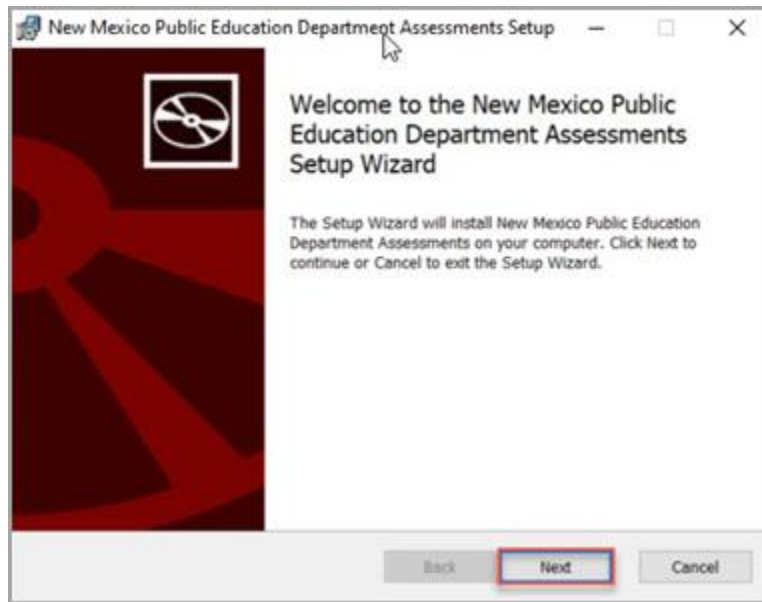 New Mexico Public Education Department Assessments Setup
Welcome to the New Mexico Public
Education Department Assessments
Setup Wizard
The Setup Wizard will install New Mexico Public Education
Department Assessments on your computer. Click Next to
continue or Cancel to exit the Setup Wizard.
Back Next Cancel